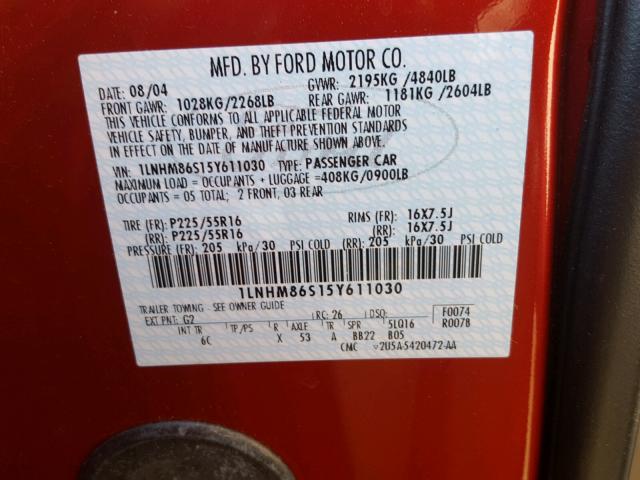 MFD. BY FORD MOTOR CO.
DATE: 08/04 GVWR: 2195KG /4840LB
FRONT GAWR: 1028KG/2268LB REAR GAWR: 1181KG /2604LB
THIS VEHICLE CONFORMS TO ALL APPLICABLE FEDERAL MOTOR
VEHICLE SAFETY, BUMPER, AND THEFT PREVENTION STANDARDS
IN EFFECT ON THE DATE OF MANUFACTURE SHOWN ABOVE.
VIN: 1LNHM86S15Y611030 TYPE: PASSENGER CAR
MAXIMUM LOAD = OCCUPANTS + LUGGAGE =408KG/0900LB
OCCUPANTS = 05 TOTAL; 2 FRONT, 03 REAR
TIRE (FR): P225/55R16 RIMS (FR): 16X7.5J
(RR): P225/55R16 (RR): 16X7.5J
PRESSURE (FR): 205 kPa/30 PSI COLD (RR): 205 kPa/30 PSI COLD
1LNHM86S15Y611030
TRAILER TOWING - SEE OWNER GUIDE
EXT PNT: G2 RC: 26 DSO: F0074
R0078
INT TR TP/PS R AXLE TR SPR 5LQ16
6C X 53 A BB22 B05
CMC V2U5A-5420472-AA